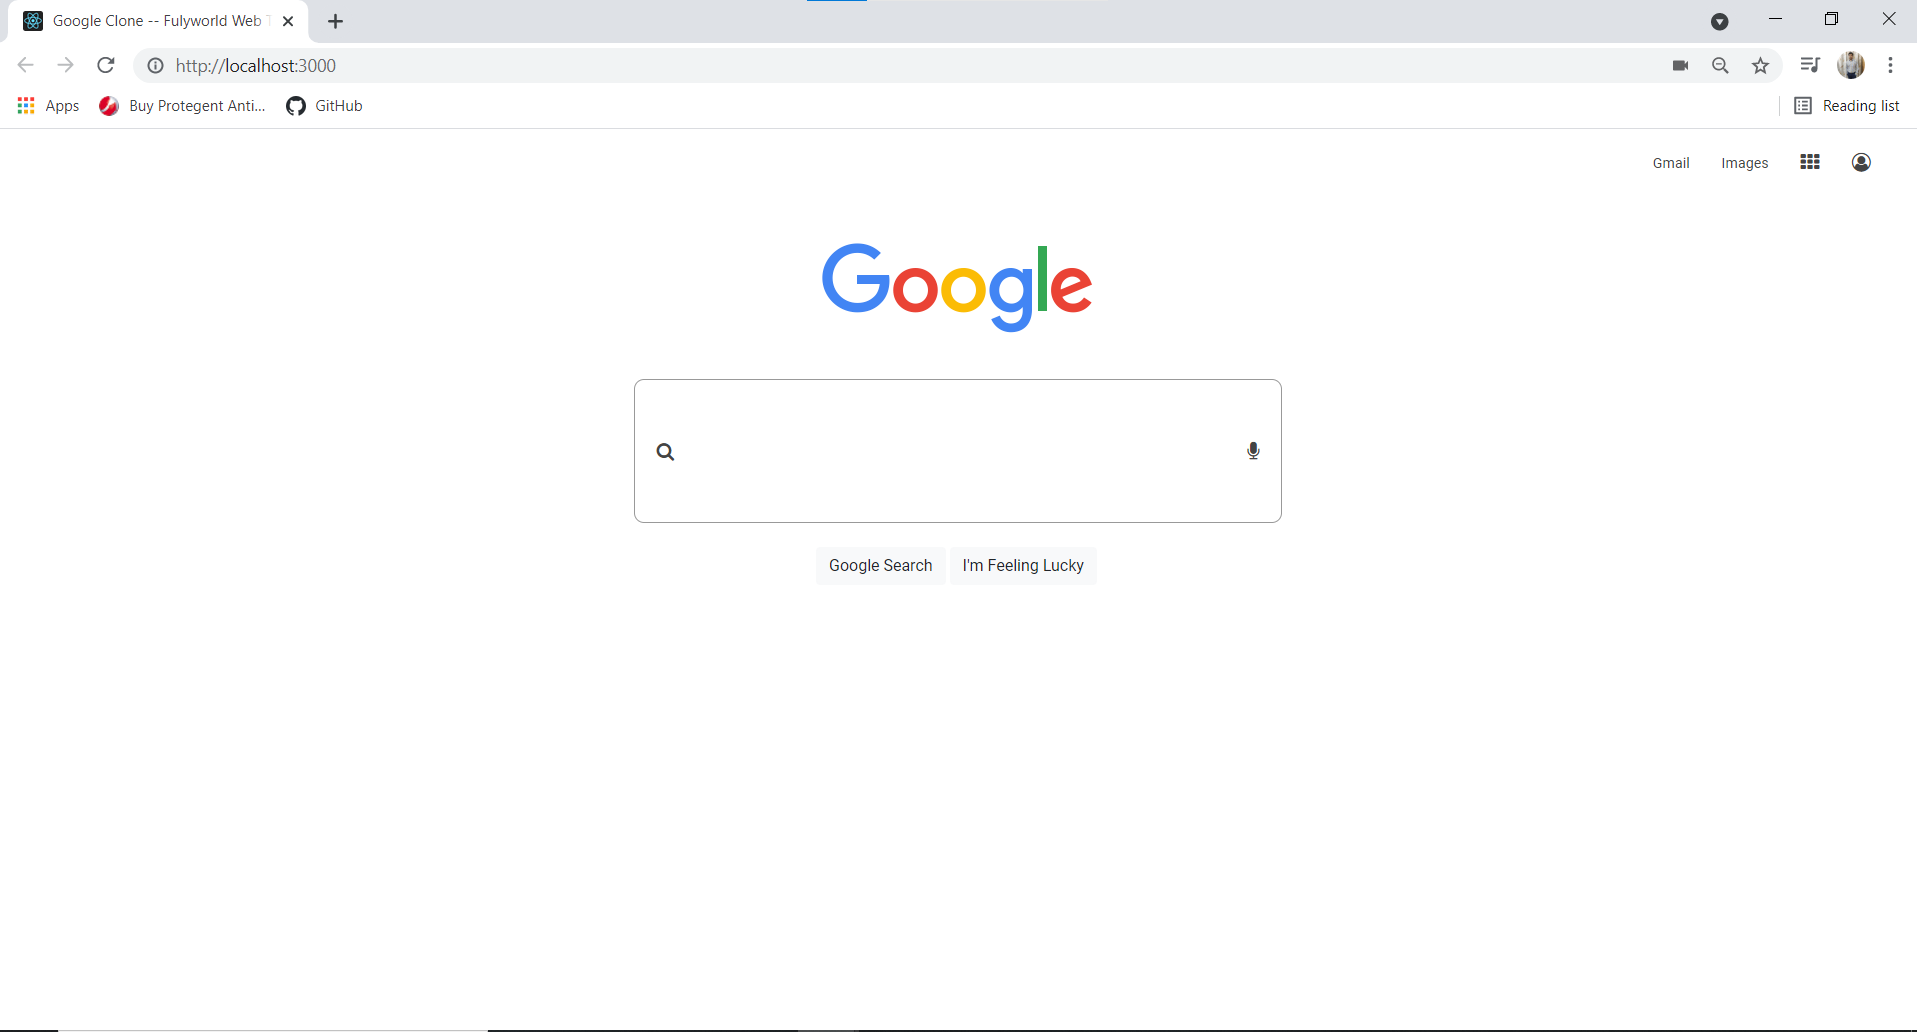 Google Clone -- Fulyworld Web
http://localhost:3000
Apps
Buy Protegent Anti...
GitHub
Reading list
Gmail
Images
Google
Google Search
I'm Feeling Lucky